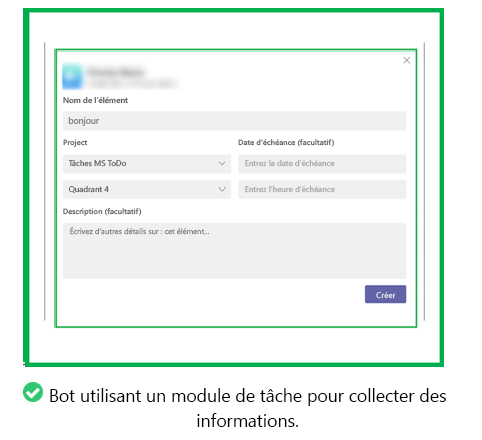 Nom de l'élément
bonjour
Project
Date d'échéance (facultatif)
Tâches MS ToDo
Entrez la date d'échéance
Quadrant 4
Entrez l'heure d'échéance
Description (facultatif)
Écrivez d'autres détails sur : cet élément...
Créer
Bot utilisant un module de tâche pour collecter des
informations.